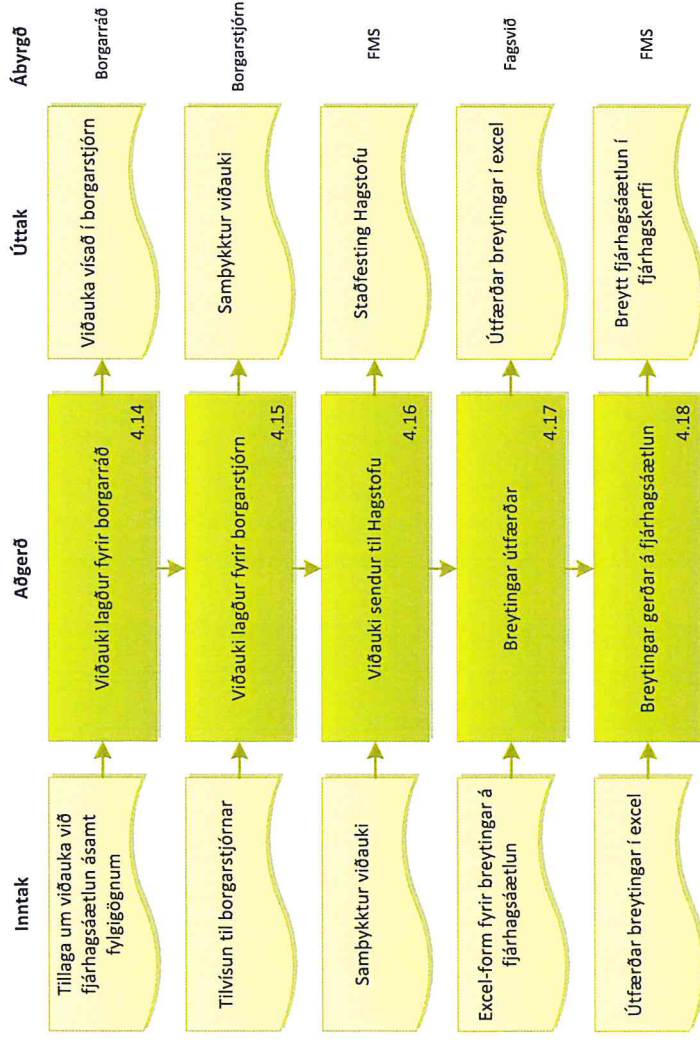 Inntak
Aðgerð
Úttak
Ábyrgð
Tillaga um viðauka við
fjárhagsáætlun ásamt
fylgigögnum
Viðauki lagður fyrir borgarráð
4.14
Viðauka vísað í borgarstjórn
Borgarráð
Tilvísun til borgarstjórnar
Viðauki lagður fyrir borgarstjórn
4.15
Samþykktur viðauki
Borgarstjórn
Samþykktur viðauki
Viðauki sendur til Hagstofu
4.16
Staðfesting Hagstofu
FMS
Excel-form fyrir breytingar á
fjárhagsáætlun
Breytingar útfærðar
4.17
Útfærðar breytingar í excel
Fagsvið
Útfærðar breytingar í excel
Breytingar gerðar á fjárhagsáætlun
4.18
Breytt fjárhagsáætlun í
fjárhagskerfi
FMS